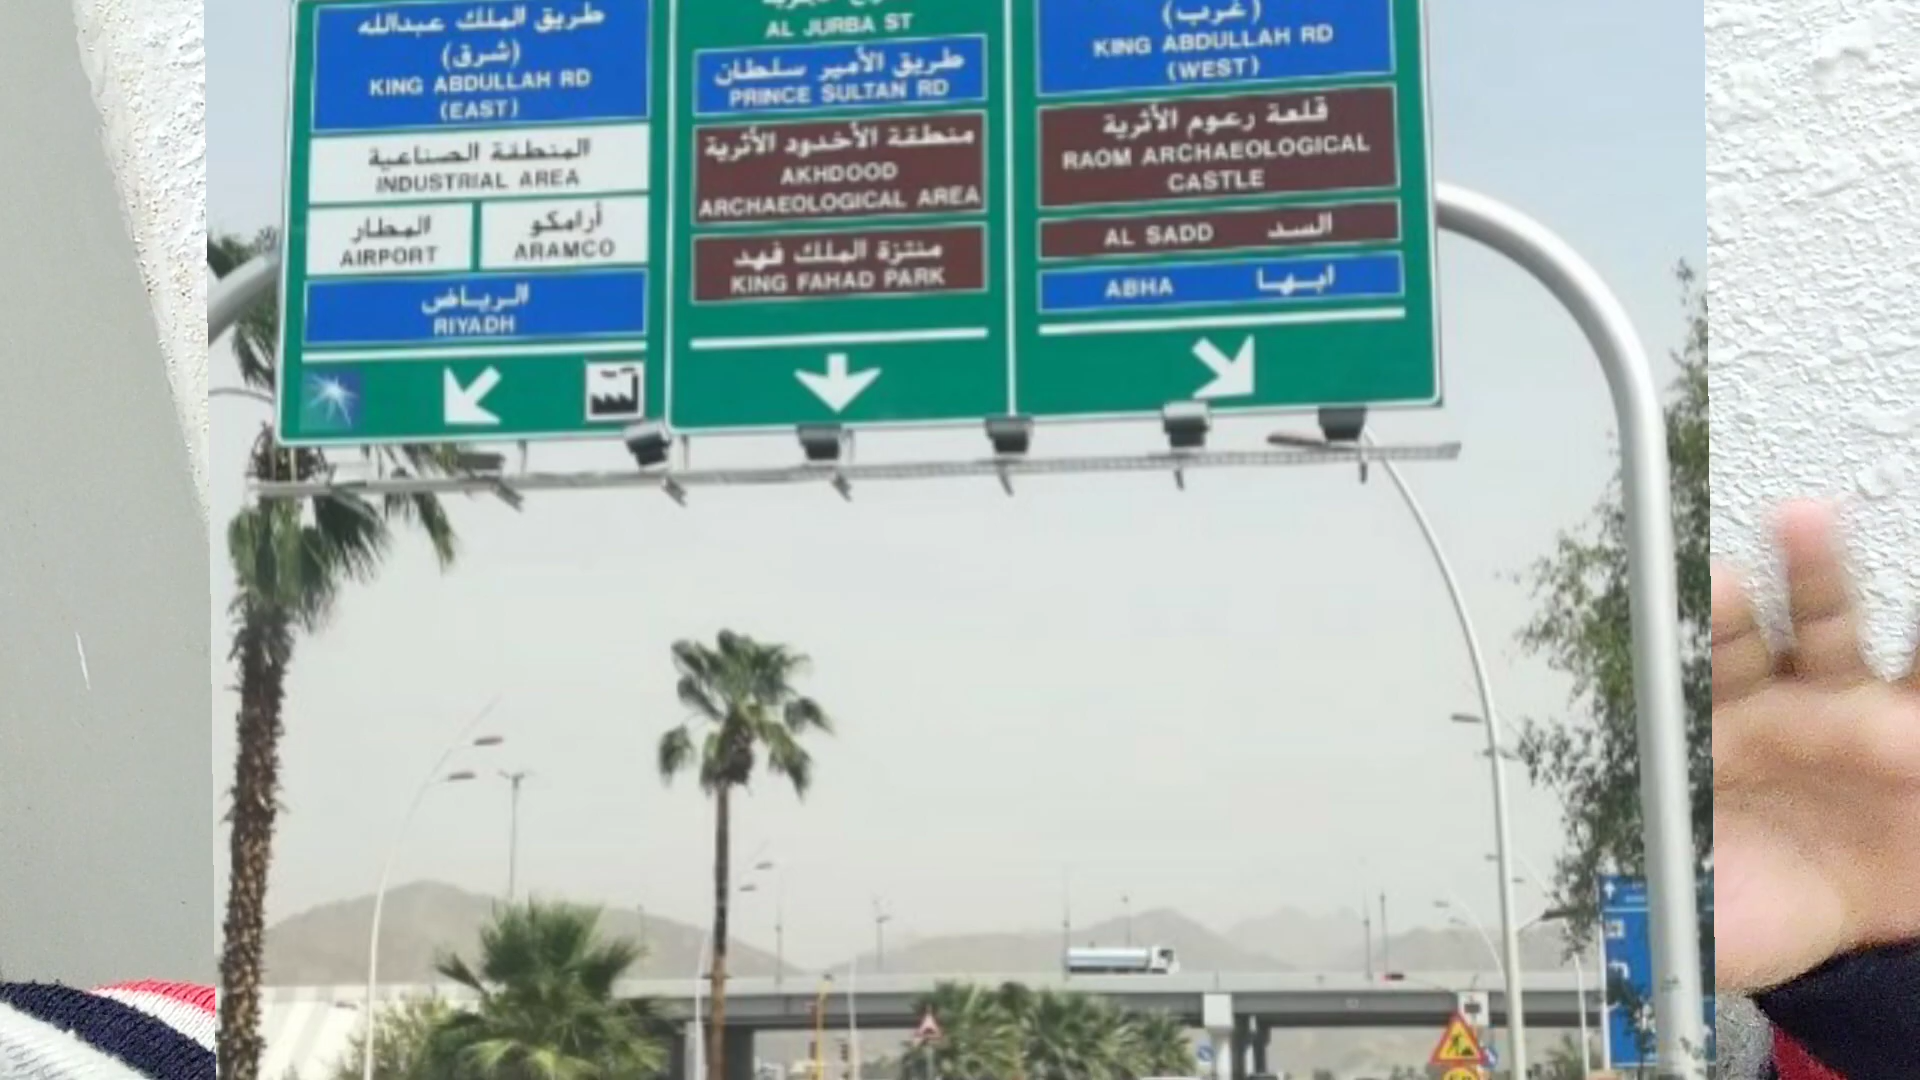 طريق الملك عبدالله
(شرق)
KING ABDULLAH RD
(EAST)
المنطقة الصناعية
INDUSTRIAL AREA
المطار
AIRPORT
أرامكو
ARAMCO
الرياض
RIYADH
AL JURBA ST
طريق الأمير سلطان
PRINCE SULTAN RD
منطقة الأخدود الأثرية
AKHDOOD
ARCHAEOLOGICAL AREA
منتزة الملك فهد
KING FAHAD PARK
(غرب)
KING ABDULLAH RD
(WEST)
قلعة رعوم الأثرية
RAOM ARCHAEOLOGICAL
CASTLE
AL SADD السد
ABHA ابها